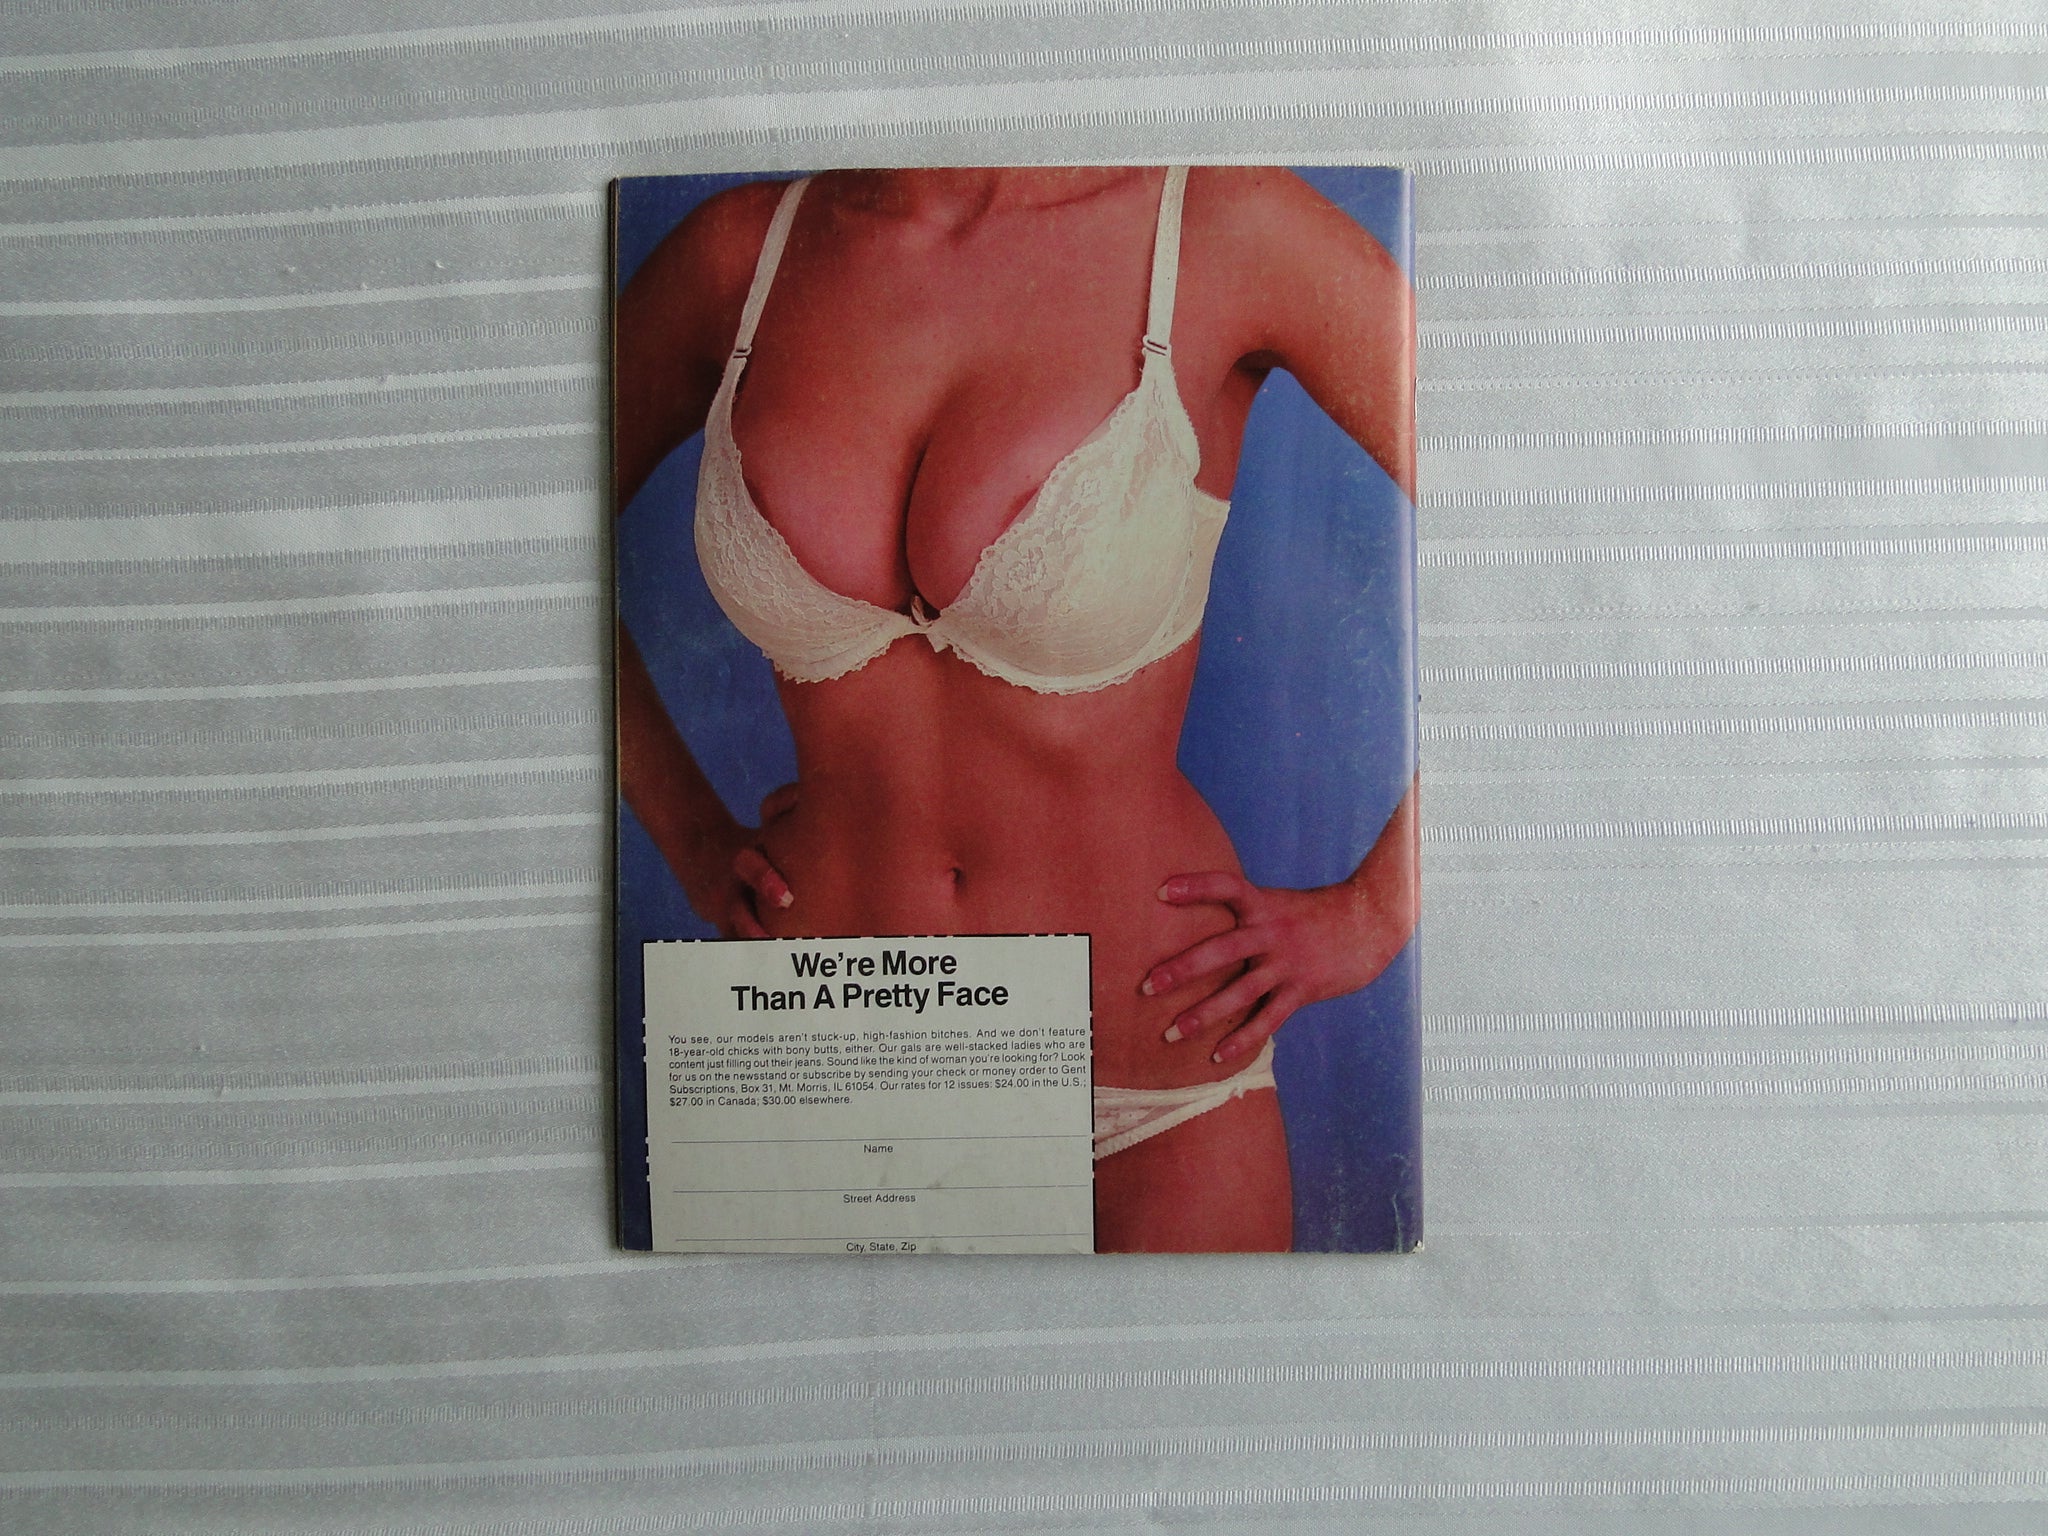 We're More
Than A Pretty Face
You see, our models aren't stuck-up, high-fashion bitches. And we don't feature
18-year-old chicks with bony butts, either. Our gals are well-stacked ladies who are
content just filling out their jeans. Sound like the kind of woman you're looking for? Look
for us on the newsstand or subscribe by sending your check or money order to Gent
Subscriptions, Box 31, Mt. Morris, IL 61054. Our rates for 12 issues: $24.00 in the U.S.;
$27.00 in Canada; $30.00 elsewhere.
Name
Street Address
City, State, Zip